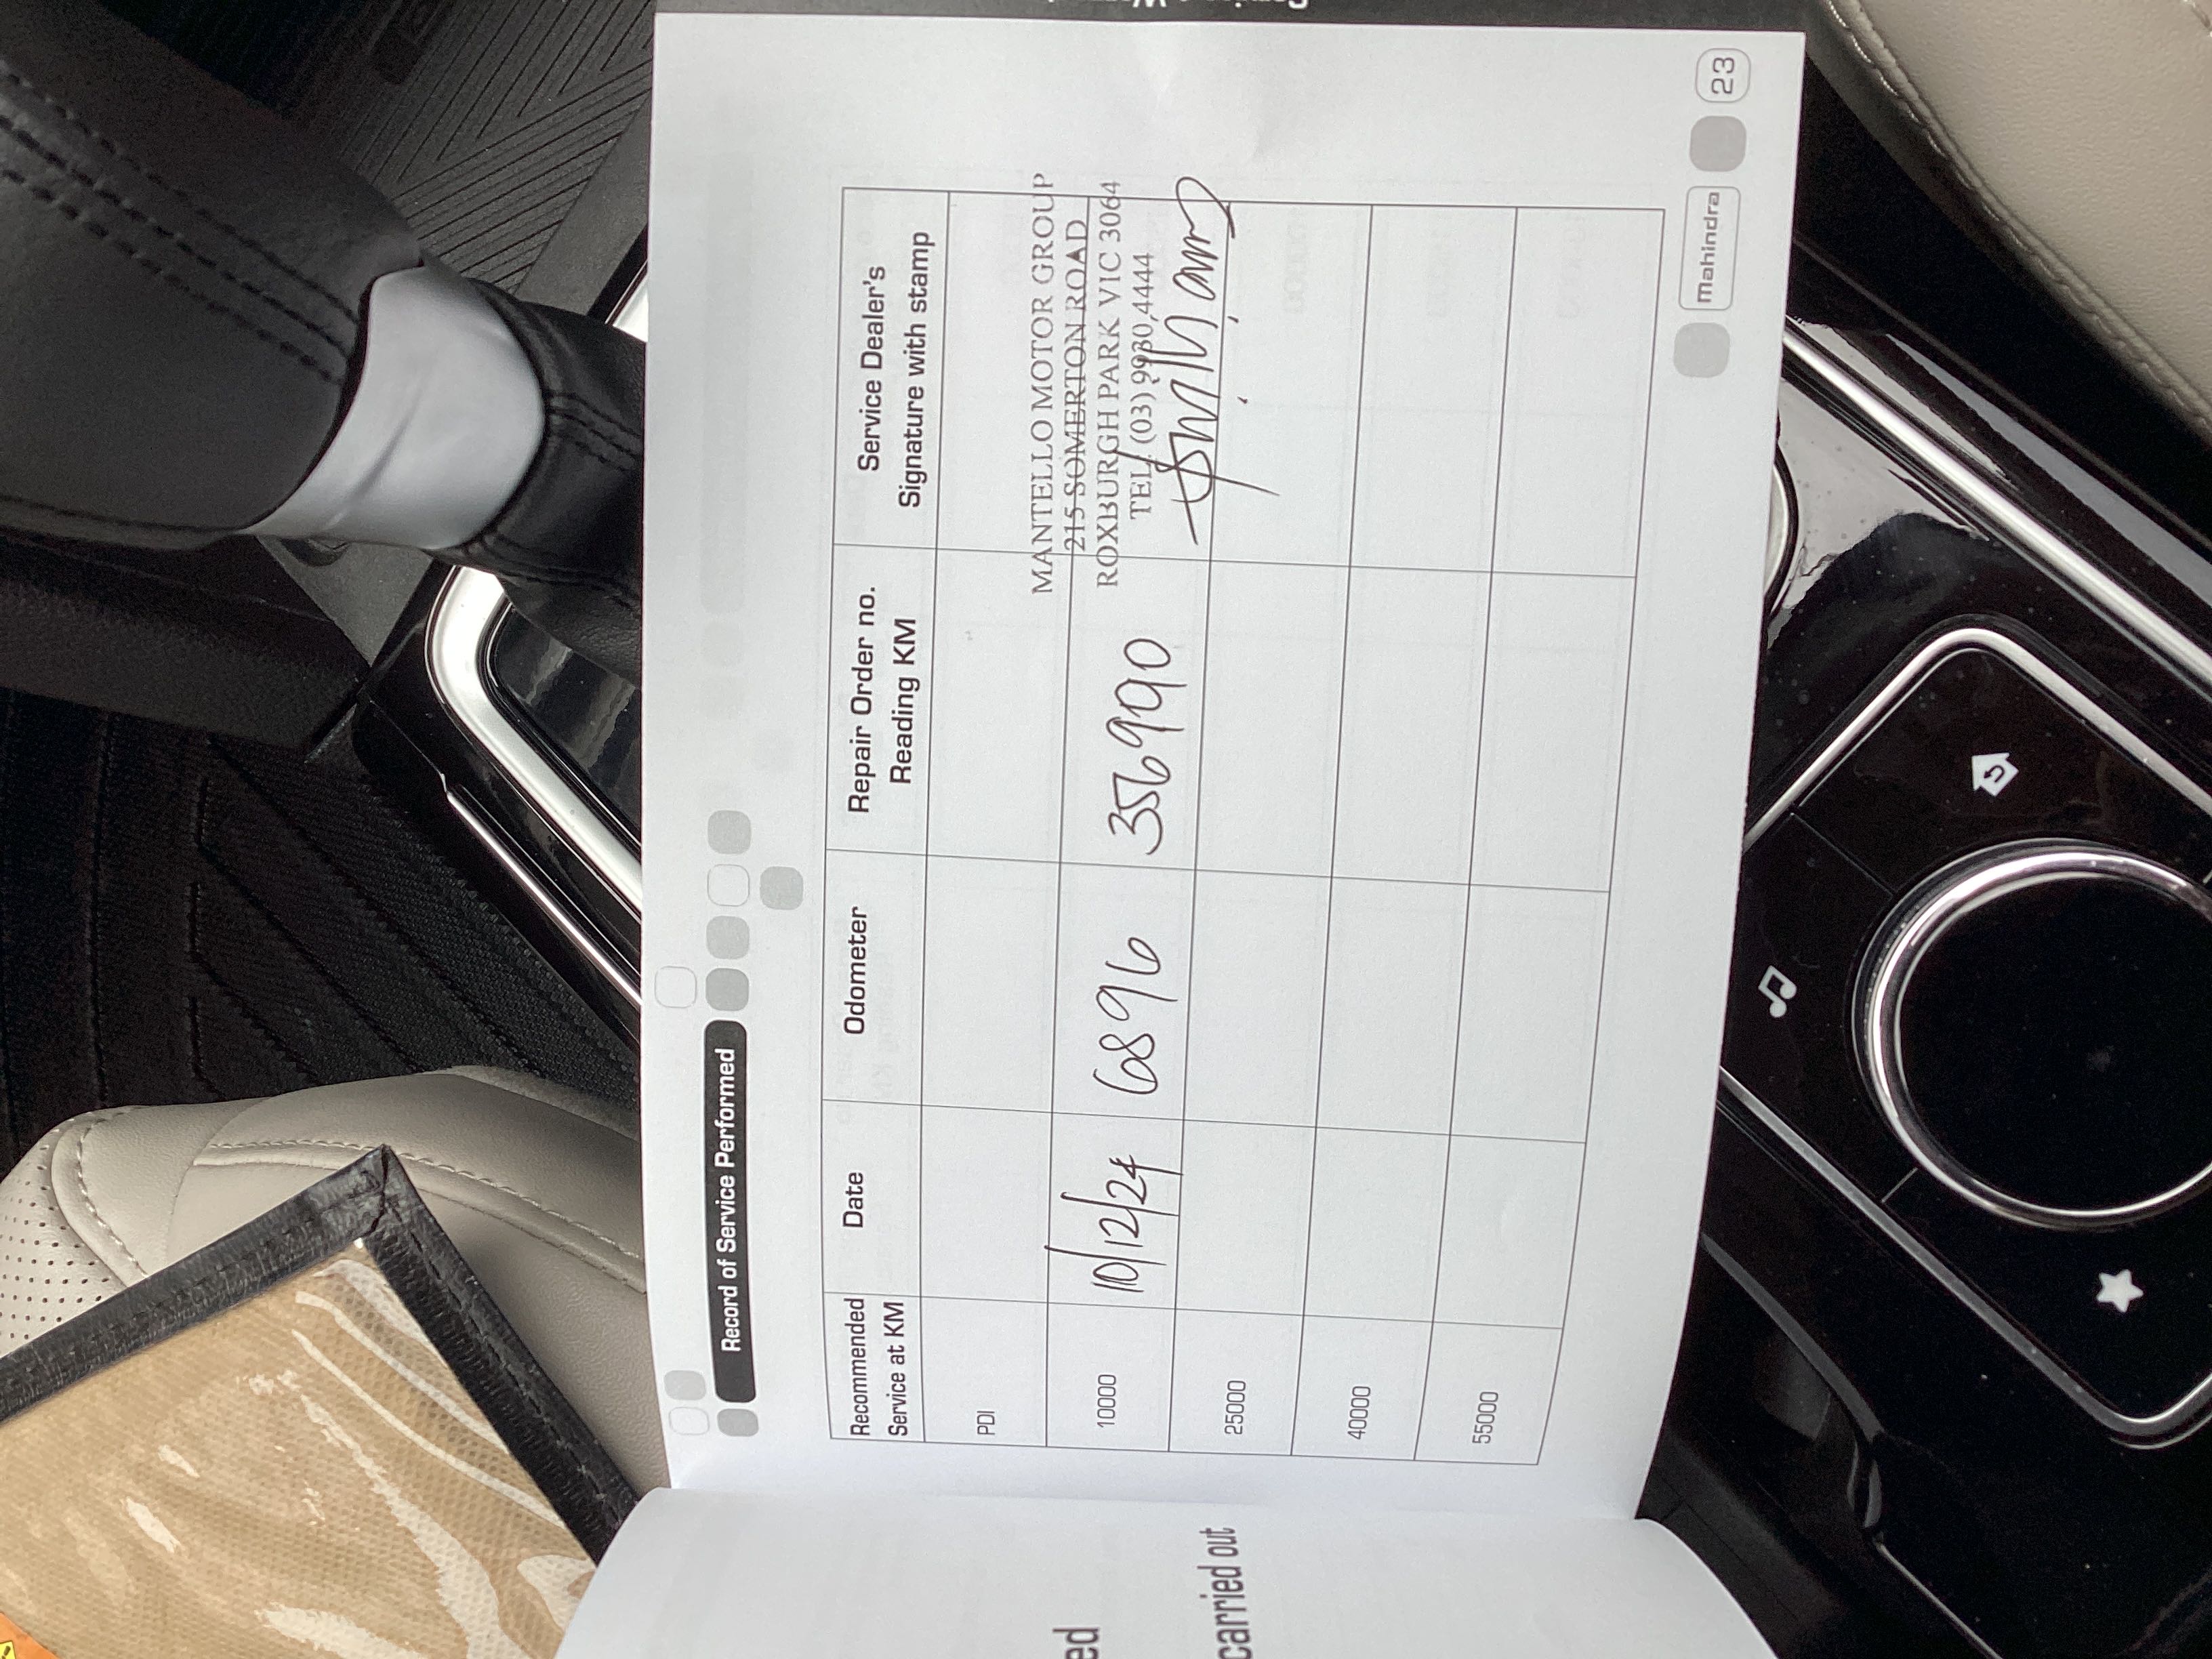 Record of Service Performed
Recommended Service at KM
Date
Odometer
Repair Order no. Reading KM
Service Dealer's Signature with stamp
PDI
10000
10/12/24
6896
356990
MANTELLO MOTOR GROUP
215 SOMERTON ROAD
ROXBURGH PARK VIC 3064
TEL. (03) 9930,4444
25000
40000
55000
mahindra
23
carried out